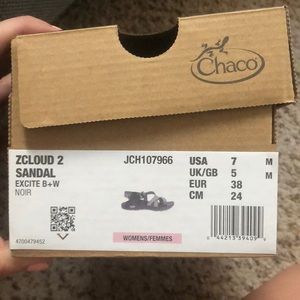 Chaco
ZCLOUD 2
SANDAL
EXCITE B+W
NOIR
JCH107966
USA 7 M
UK/GB 5 M
EUR 38
CM 24
4700479452
WOMENS/FEMMES